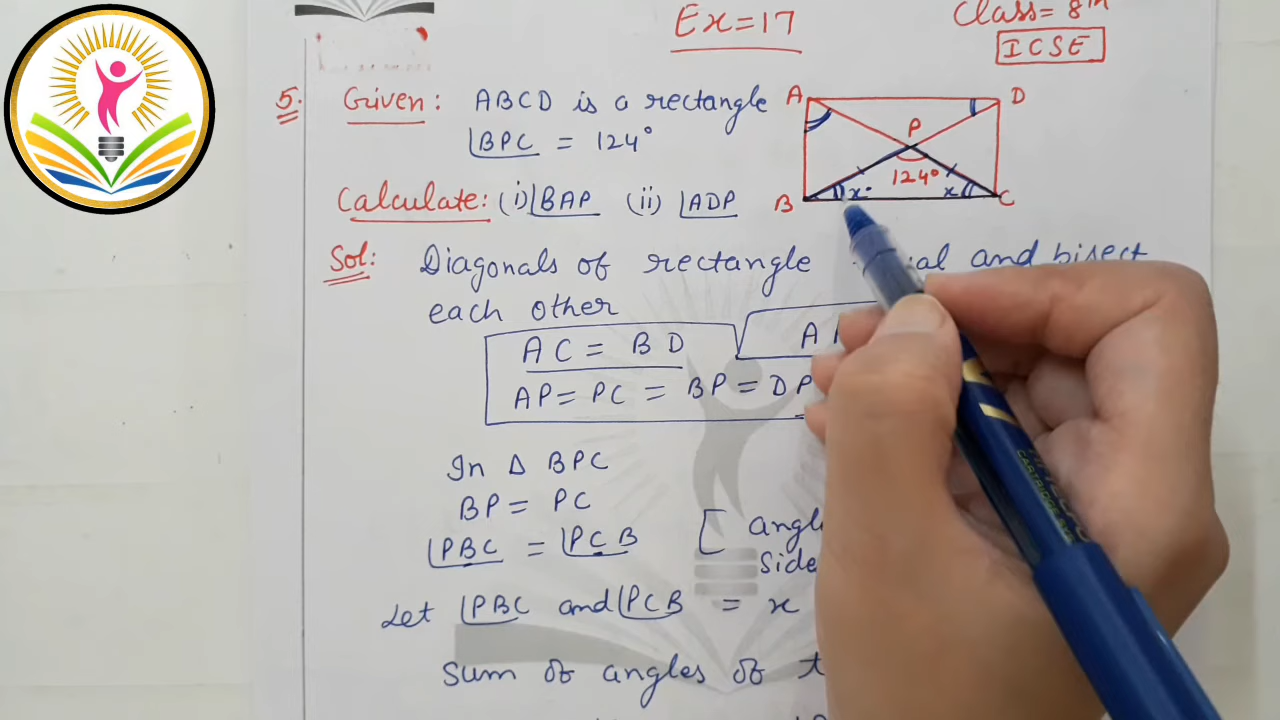 Ex=17
Class= 8th
ICSE
5. Given: ABCD is a rectangle
∠BPC = 124°
Calculate: (i) ∠BAP (ii) ∠ADP
A
D
P
124°
x°
x
B
C
Sol: Diagonals of rectangle and bisect
each other
AC = BD
A
AP = PC = BP = DP
In Δ BPC
BP = PC
∠PBC = ∠PCB [
Let ∠PBC and ∠PCB = x
Sum of angles of